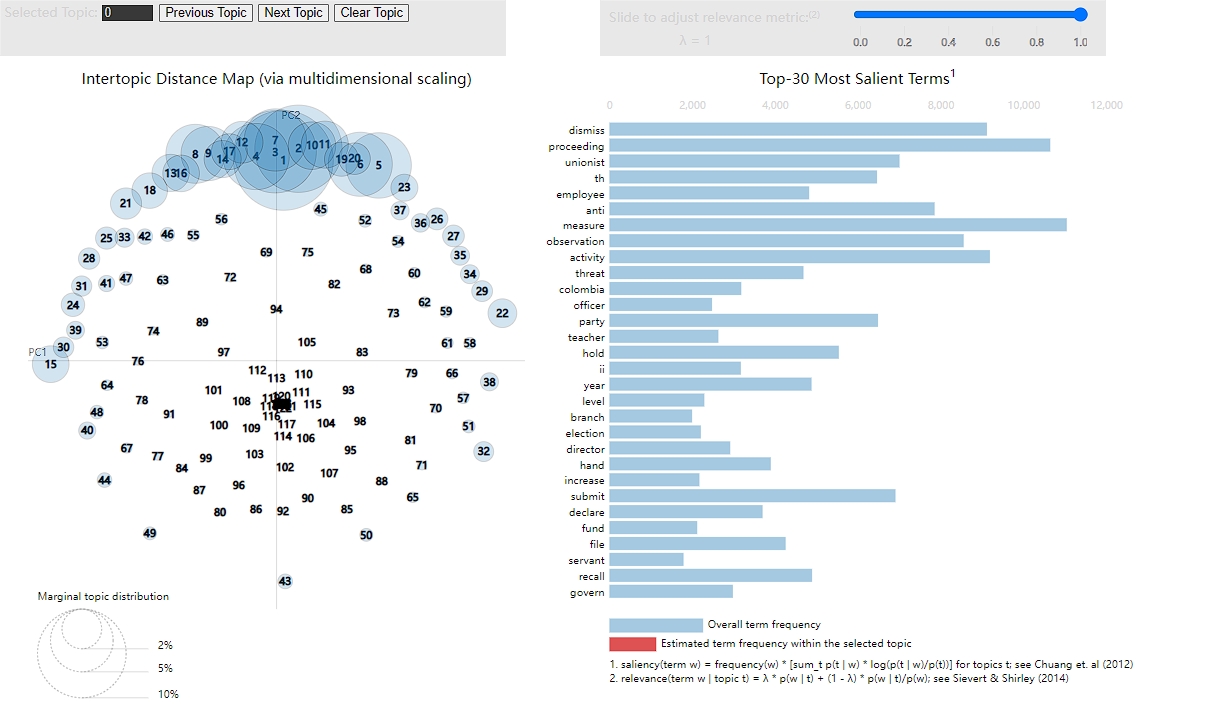 Selected Topic: 0 Previous Topic Next Topic Clear Topic
Slide to adjust relevance metric:(2)
λ = 1
0.0 0.2 0.4 0.6 0.8 1.0
Intertopic Distance Map (via multidimensional scaling)
PC2
PC1
7 12 10 11 2 3 1 4 17 14 9 8 19 20 6 5
13 16 18 21 23
45 37 36 26 56 52
25 33 42 46 55 54 27
69 75 35
28 68 60 34
31 41 47 63 72 82 29
24 62 59 22
94 73
39 74 89
30 53 105 61 58
15 76 97 83
112 113 110 79 66 38
64 101 111 93
78 108 120 115 57
48 91 116 70
40 100 109 117 104 98 51
114 106 81
67 77 99 103 95 32
84 102 71
44 107 88
87 96 90 65
80 86 92 85
49 50
43
Marginal topic distribution
2%
5%
10%
Top-30 Most Salient Terms1
0 2,000 4,000 6,000 8,000 10,000 12,000
dismiss
proceeding
unionist
th
employee
anti
measure
observation
activity
threat
colombia
officer
party
teacher
hold
ii
year
level
branch
election
director
hand
increase
submit
declare
fund
file
servant
recall
govern
Overall term frequency
Estimated term frequency within the selected topic
1. saliency(term w) = frequency(w) * [sum_t p(t | w) * log(p(t | w)/p(t))] for topics t; see Chuang et. al (2012)
2. relevance(term w | topic t) = λ * p(w | t) + (1 - λ) * p(w | t)/p(w); see Sievert & Shirley (2014)